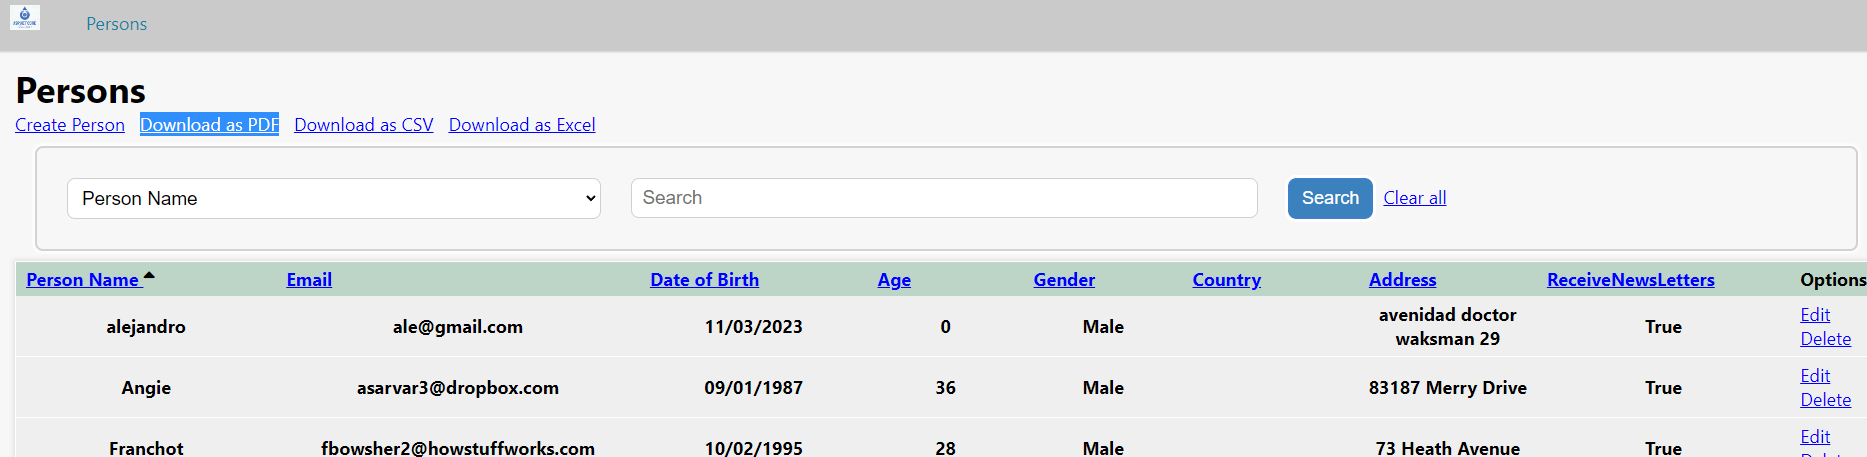 Persons
Persons
Create Person Download as PDF Download as CSV Download as Excel
Person Name Search Search Clear all
Person Name Email Date of Birth Age Gender Country Address ReceiveNewsLetters Options
alejandro ale@gmail.com 11/03/2023 0 Male avenidad doctor waksman 29 True Edit Delete
Angie asarvar3@dropbox.com 09/01/1987 36 Male 83187 Merry Drive True Edit Delete
Franchot fbowsher2@howstuffworks.com 10/02/1995 28 Male 73 Heath Avenue True Edit